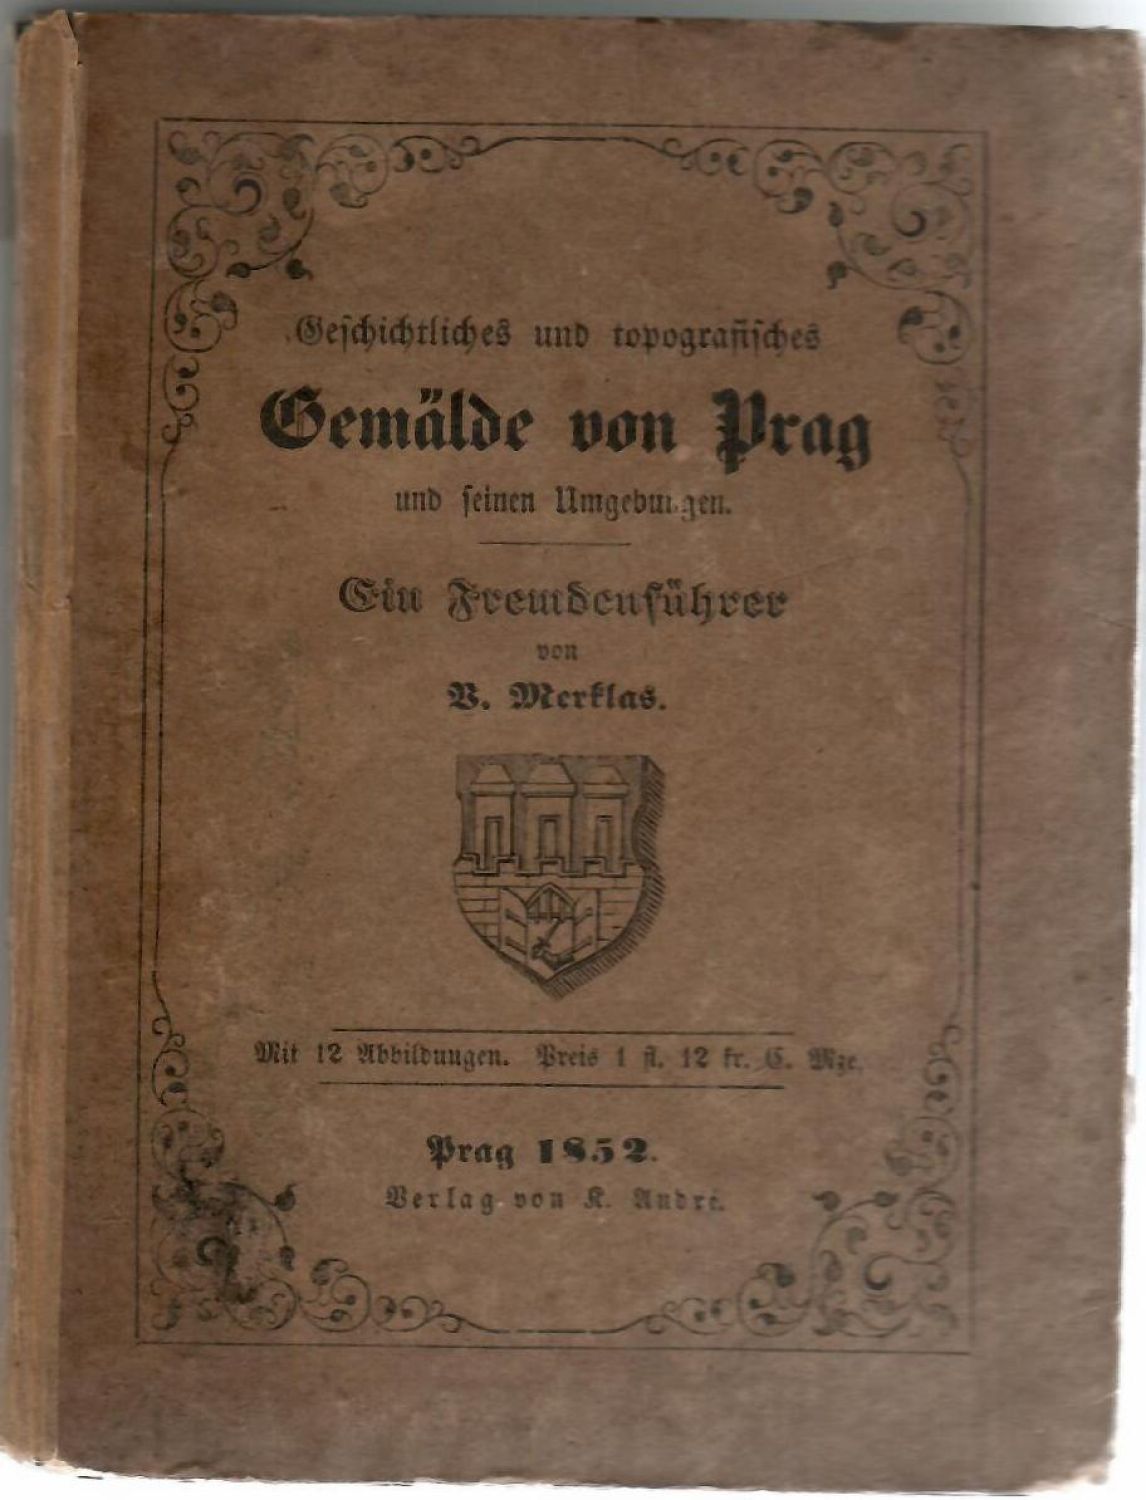 Geschichtliches und topografisches
Gemälde von Prag
und seinen Umgebungen.
Ein Fremdenführer
von
V. Merklas.
Mit 12 Abbildungen. Preis 1 fl. 12 kr. C. Mze.
Prag 1852.
Verlag von K. André.